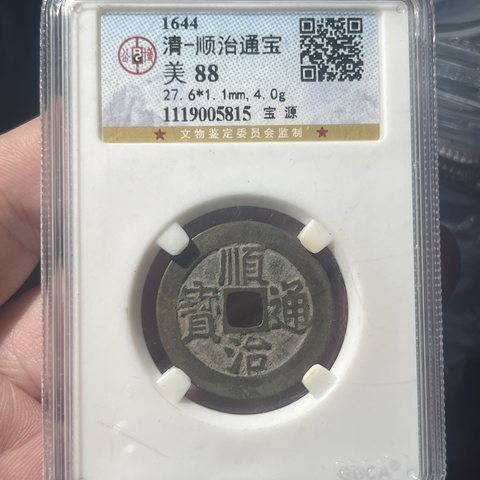 1644
清-顺治通宝
美 88
27.6*1.1mm,4.0g
1119005815 宝 源
★ 文物鉴定委员会监制 ★
順
寶 通
治